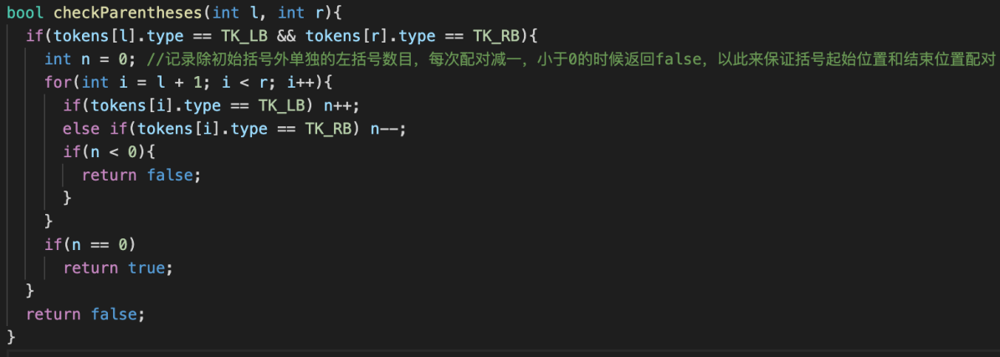 bool checkParentheses(int l, int r){
if(tokens[l].type == TK_LB && tokens[r].type == TK_RB){
int n = 0; //记录除初始括号外单独的左括号数目，每次配对减一，小于0的时候返回false，以此来保证括号起始位置和结束位置配对
for(int i = l + 1; i < r; i++){
if(tokens[i].type == TK_LB) n++;
else if(tokens[i].type == TK_RB) n--;
if(n < 0){
return false;
}
}
if(n == 0)
return true;
}
return false;
}